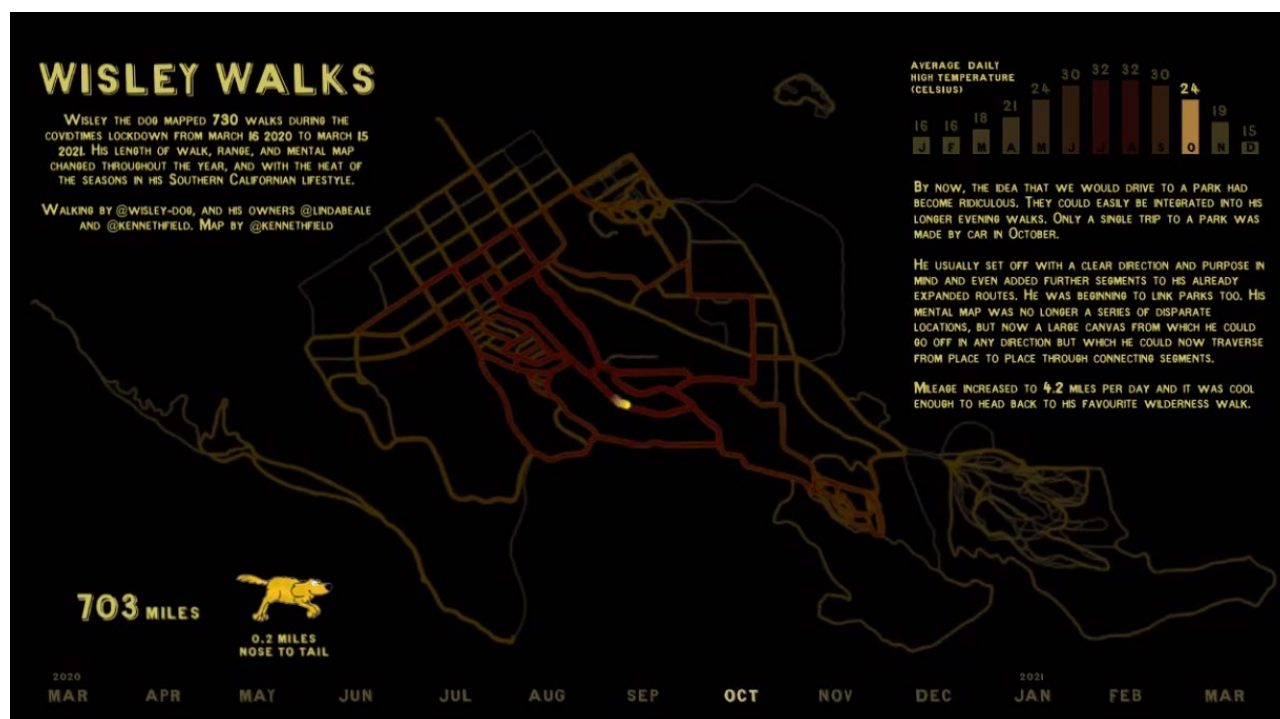 WISLEY WALKS
WISLEY THE DOG MAPPED 730 WALKS DURING THE
COVIDTIMES LOCKDOWN FROM MARCH 16 2020 TO MARCH 15
2021. HIS LENGTH OF WALK, RANGE, AND MENTAL MAP
CHANGED THROUGHOUT THE YEAR, AND WITH THE HEAT OF
THE SEASONS IN HIS SOUTHERN CALIFORNIAN LIFESTYLE.
WALKING BY @WISLEY-DOG, AND HIS OWNERS @LINDABEALE
AND @KENNETHFIELD. MAP BY @KENNETHFIELD
AVERAGE DAILY
HIGH TEMPERATURE
(CELSIUS)
16 16 18 21 24 30 32 32 30 24 19 15
J F M A M J J A S O N D
BY NOW, THE IDEA THAT WE WOULD DRIVE TO A PARK HAD
BECOME RIDICULOUS. THEY COULD EASILY BE INTEGRATED INTO HIS
LONGER EVENING WALKS. ONLY A SINGLE TRIP TO A PARK WAS
MADE BY CAR IN OCTOBER.
HE USUALLY SET OFF WITH A CLEAR DIRECTION AND PURPOSE IN
MIND AND EVEN ADDED FURTHER SEGMENTS TO HIS ALREADY
EXPANDED ROUTES. HE WAS BEGINNING TO LINK PARKS TOO. HIS
MENTAL MAP WAS NO LONGER A SERIES OF DISPARATE
LOCATIONS, BUT NOW A LARGE CANVAS FROM WHICH HE COULD
GO OFF IN ANY DIRECTION BUT WHICH HE COULD NOW TRAVERSE
FROM PLACE TO PLACE THROUGH CONNECTING SEGMENTS.
MILEAGE INCREASED TO 4.2 MILES PER DAY AND IT WAS COOL
ENOUGH TO HEAD BACK TO HIS FAVOURITE WILDERNESS WALK.
703 MILES
0.2 MILES
NOSE TO TAIL
2020 2021
MAR APR MAY JUN JUL AUG SEP OCT NOV DEC JAN FEB MAR